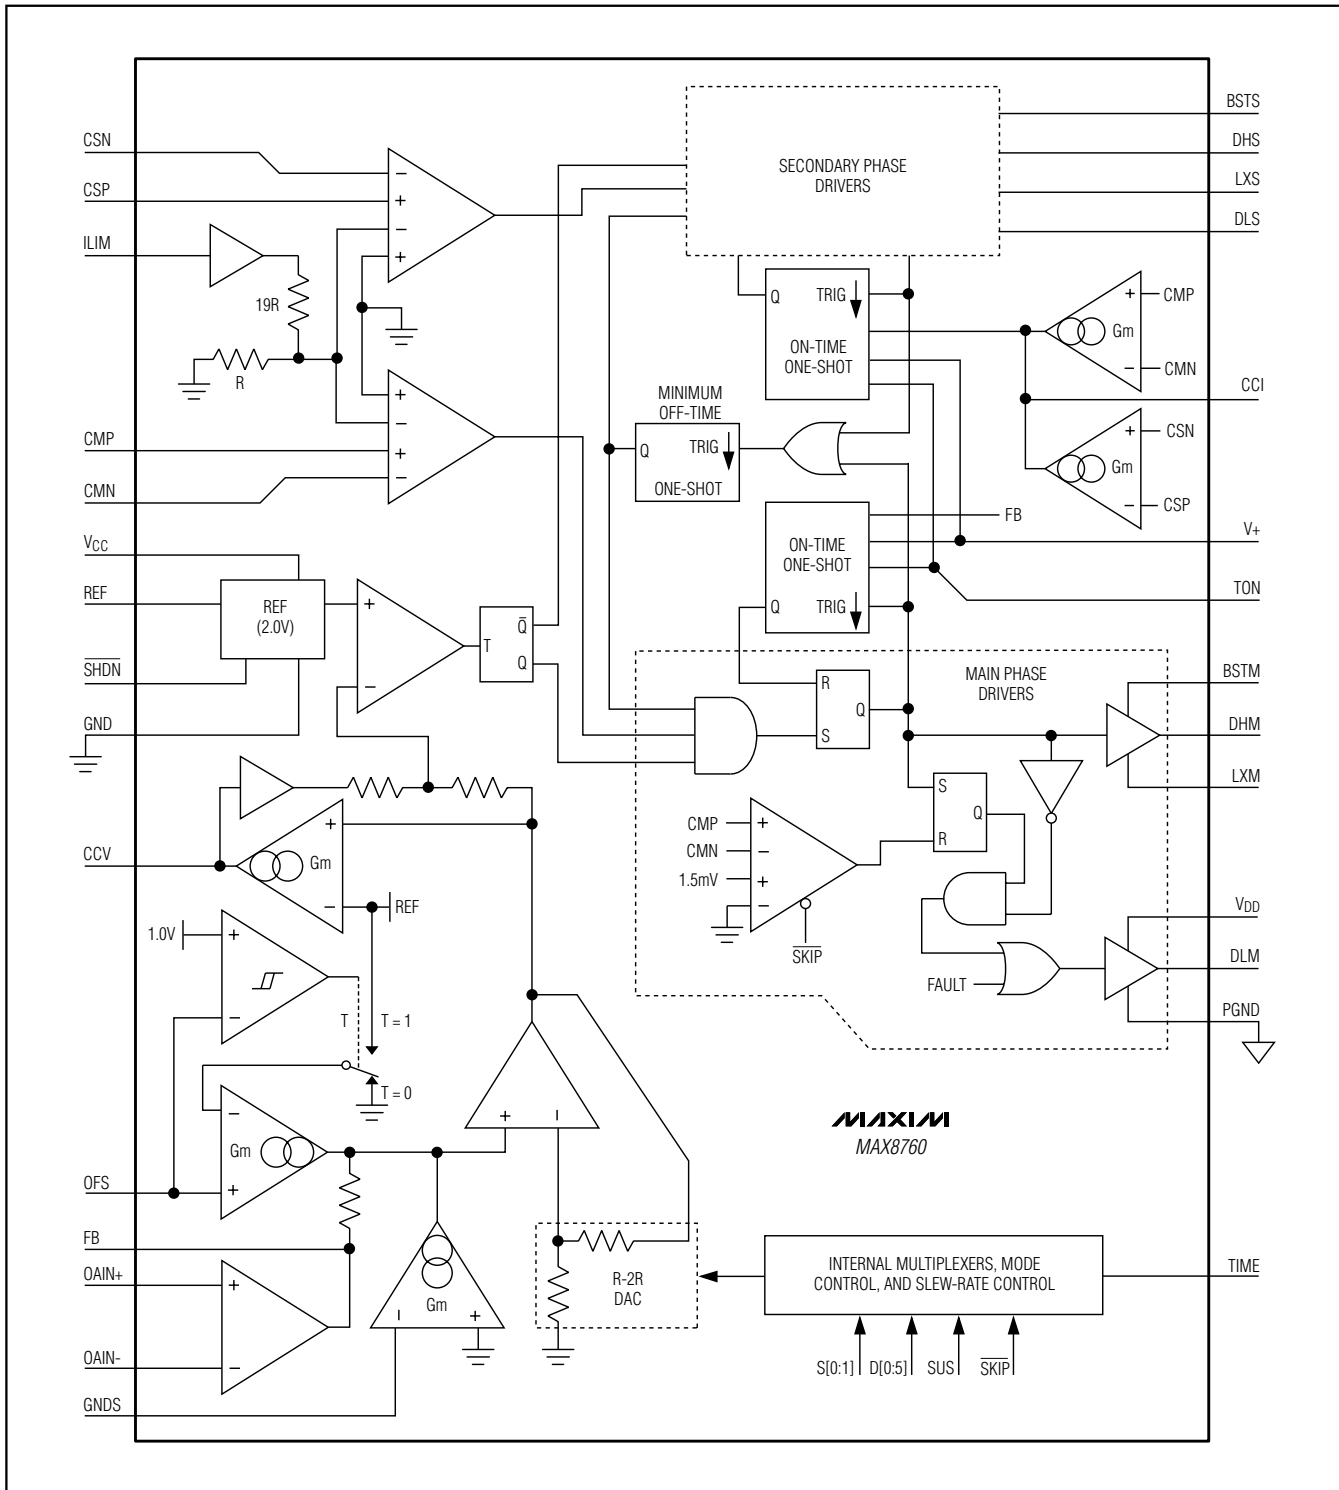 BSTS
CSN
DHS
SECONDARY PHASE
DRIVERS
−
CSP
LXS
+
DLS
−
ILIM
+
Q
TRIG
+
CMP
19R
Gm
ON-TIME
ONE-SHOT
−
CMN
R
CCI
MINIMUM
OFF-TIME
+
−
+
CSN
CMP
+
Q
TRIG
Gm
−
CMN
ONE-SHOT
−
CSP
FB
V+
VCC
ON-TIME
ONE-SHOT
REF
REF
(2.0V)
+
Q
TRIG
TON
Q̅
T
Q
S̅H̅D̅N̅
−
R
MAIN PHASE
DRIVERS
BSTM
Q
GND
S
DHM
LXM
S
Q
CMP
+
+
CMN
−
R
CCV
Gm
1.5mV
+
−
REF
−
VDD
1.0V
+
S̅K̅I̅P̅
DLM
FAULT
T
T = 1
PGND
−
T = 0
−
MAXIM
MAX8760
+
−
Gm
OFS
+
FB
OAIN+
+
R-2R
DAC
INTERNAL MULTIPLEXERS, MODE
CONTROL, AND SLEW-RATE CONTROL
TIME
Gm
−
+
OAIN-
−
S[0:1]
D[0:5]
SUS
S̅K̅I̅P̅
GNDS